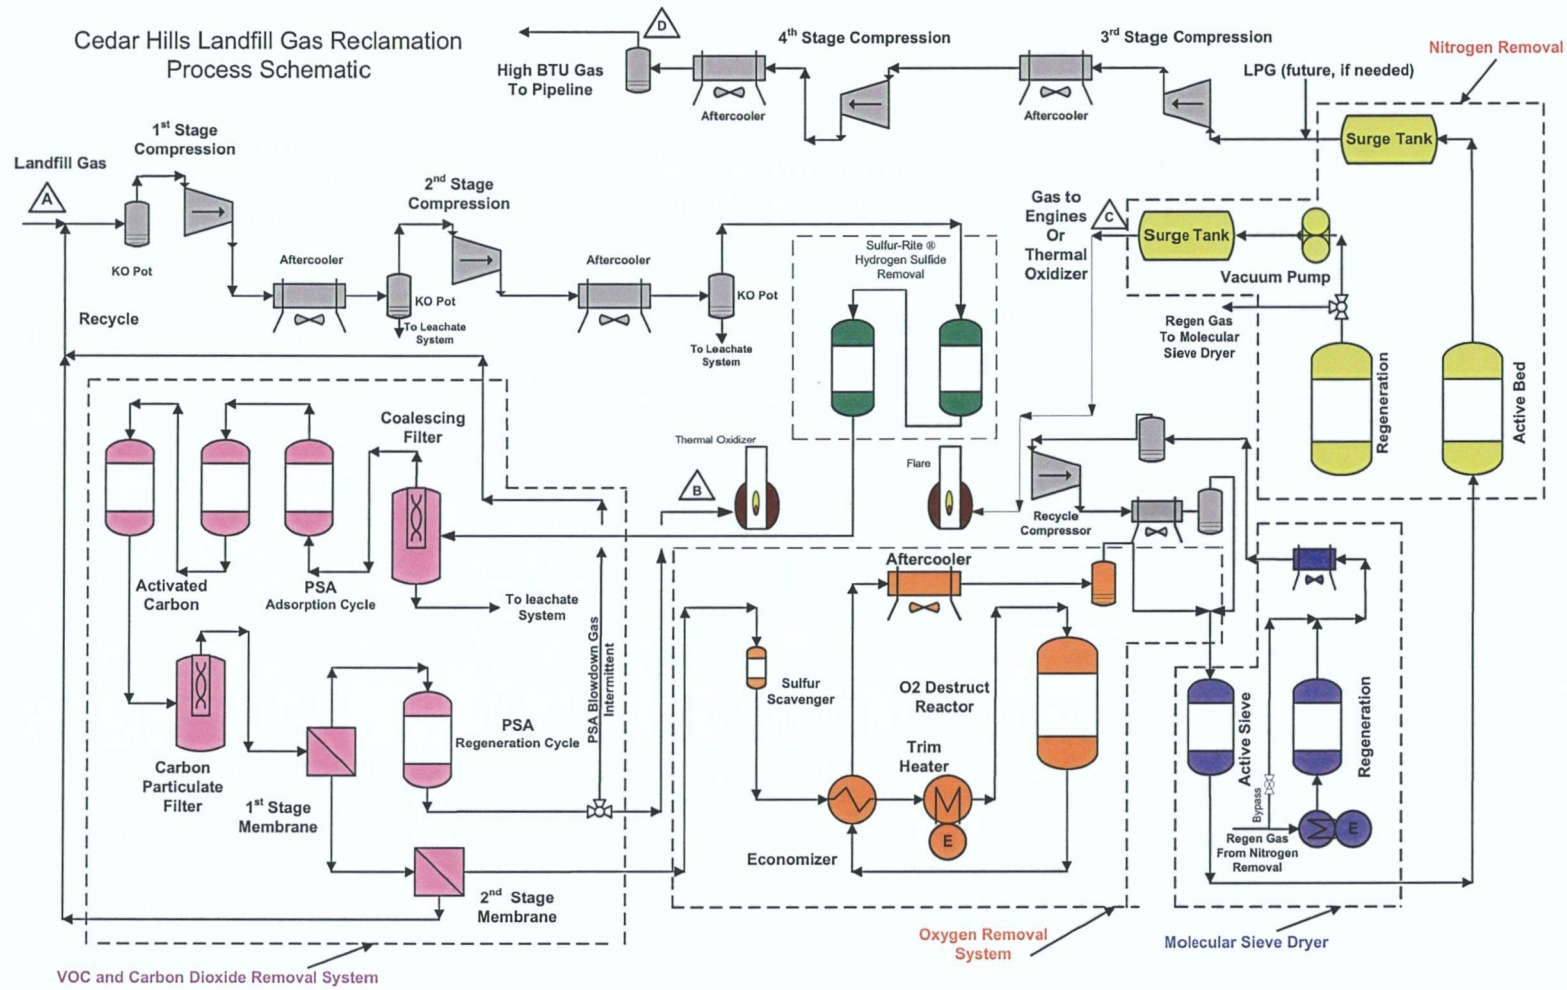 Cedar Hills Landfill Gas Reclamation
Process Schematic
D
4th Stage Compression
3rd Stage Compression
Nitrogen Removal
High BTU Gas
To Pipeline
LPG (future, if needed)
Aftercooler
Aftercooler
Surge Tank
1st Stage
Compression
Landfill Gas
A
2nd Stage
Compression
Gas to
Engines
Or
Thermal
Oxidizer
C
Surge Tank
Vacuum Pump
KO Pot
Aftercooler
KO Pot
To Leachate
System
Aftercooler
KO Pot
To Leachate
System
Sulfur-Rite ®
Hydrogen Sulfide
Removal
Regen Gas
To Molecular
Sieve Dryer
Regeneration
Active Bed
Recycle
Coalescing
Filter
Thermal Oxidizer
B
Flare
Recycle
Compressor
Activated
Carbon
PSA
Adsorption Cycle
To leachate
System
Aftercooler
PSA Blowdown Gas
Intermittent
Sulfur
Scavenger
O2 Destruct
Reactor
Trim
Heater
E
Economizer
Carbon
Particulate
Filter
1st Stage
Membrane
PSA
Regeneration Cycle
2nd Stage
Membrane
Active Sieve
Regeneration
Bypass
E
Regen Gas
From Nitrogen
Removal
Oxygen Removal
System
Molecular Sieve Dryer
VOC and Carbon Dioxide Removal System